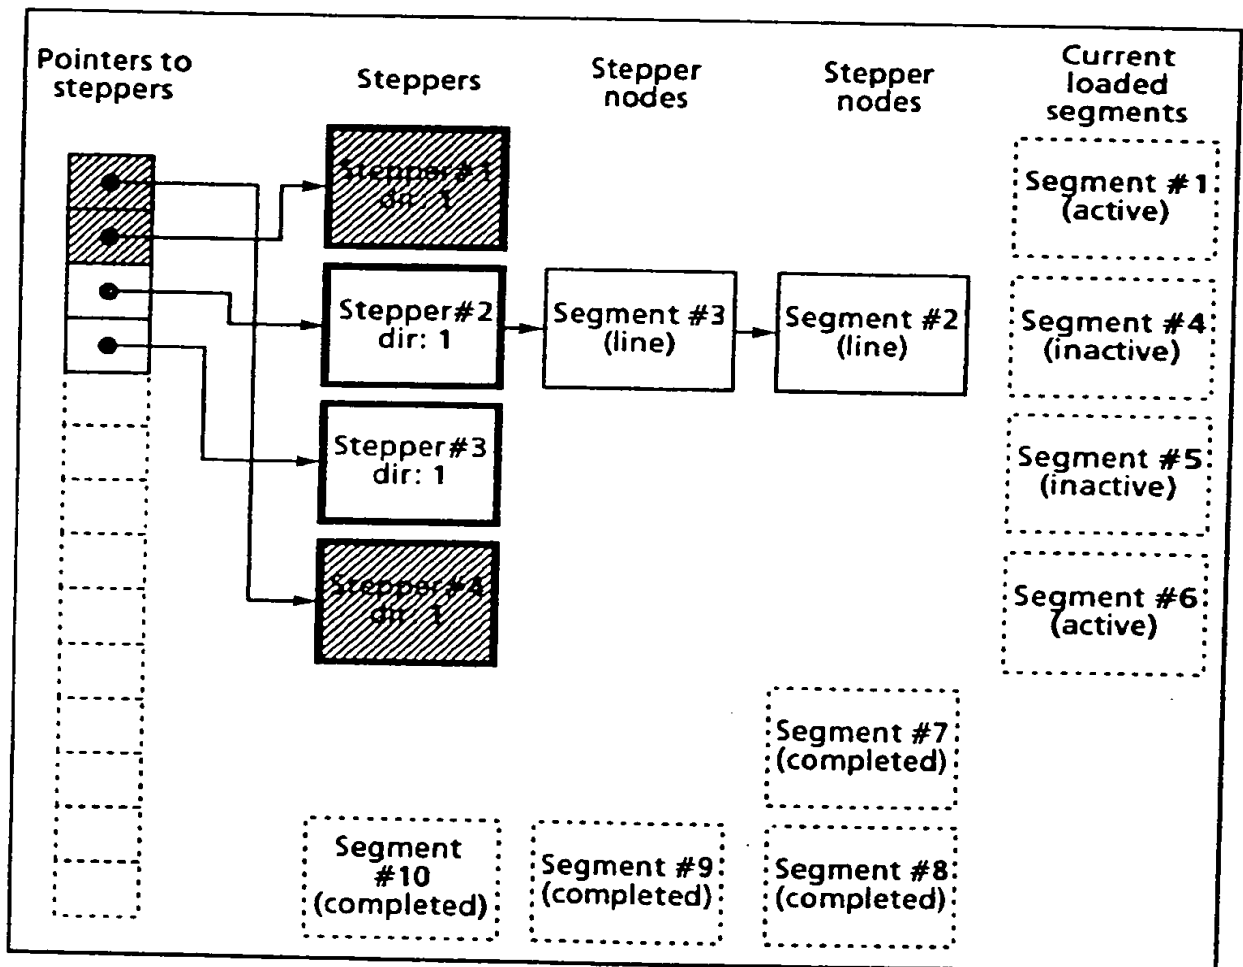 Pointers to
steppers
Steppers
Stepper
nodes
Stepper
nodes
Current
loaded
segments
Stepper#1
dir: 1
Segment #1
(active)
Stepper#2
dir: 1
Segment #3
(line)
Segment #2
(line)
Segment #4
(inactive)
Stepper#3
dir: 1
Segment #5
(inactive)
Stepper#4
dir: 1
Segment #6
(active)
Segment #7
(completed)
Segment
#10
(completed)
Segment #9
(completed)
Segment #8
(completed)